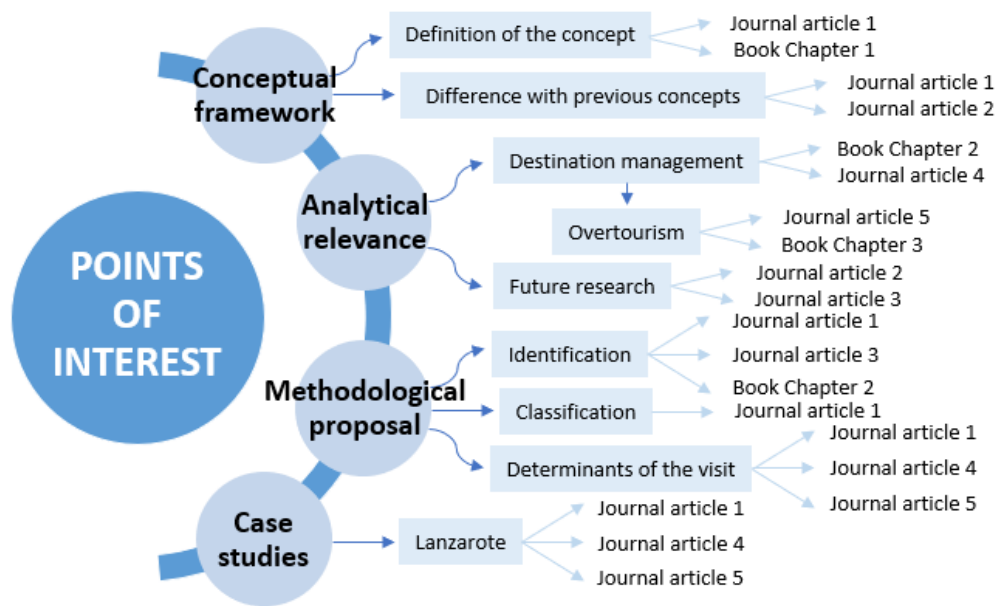 POINTS
OF
INTEREST
Conceptual
framework
Definition of the concept
Journal article 1
Book Chapter 1
Difference with previous concepts
Journal article 1
Journal article 2
Analytical
relevance
Destination management
Book Chapter 2
Journal article 4
Overtourism
Journal article 5
Book Chapter 3
Future research
Journal article 2
Journal article 3
Methodological
proposal
Identification
Journal article 1
Journal article 3
Book Chapter 2
Classification
Journal article 1
Determinants of the visit
Journal article 1
Journal article 4
Journal article 5
Case
studies
Lanzarote
Journal article 1
Journal article 4
Journal article 5